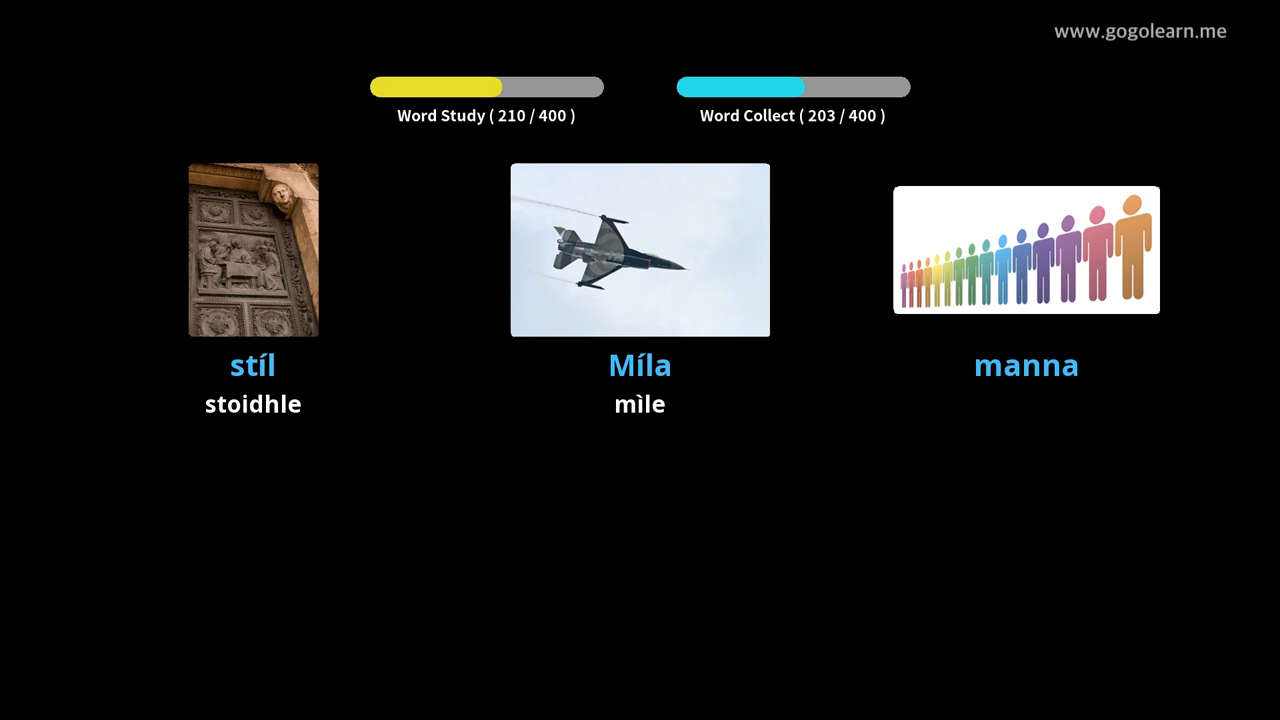 www.gogolearn.me
Word Study ( 210 / 400 )
Word Collect ( 203 / 400 )
stíl
Míla
manna
stoidhle
mìle